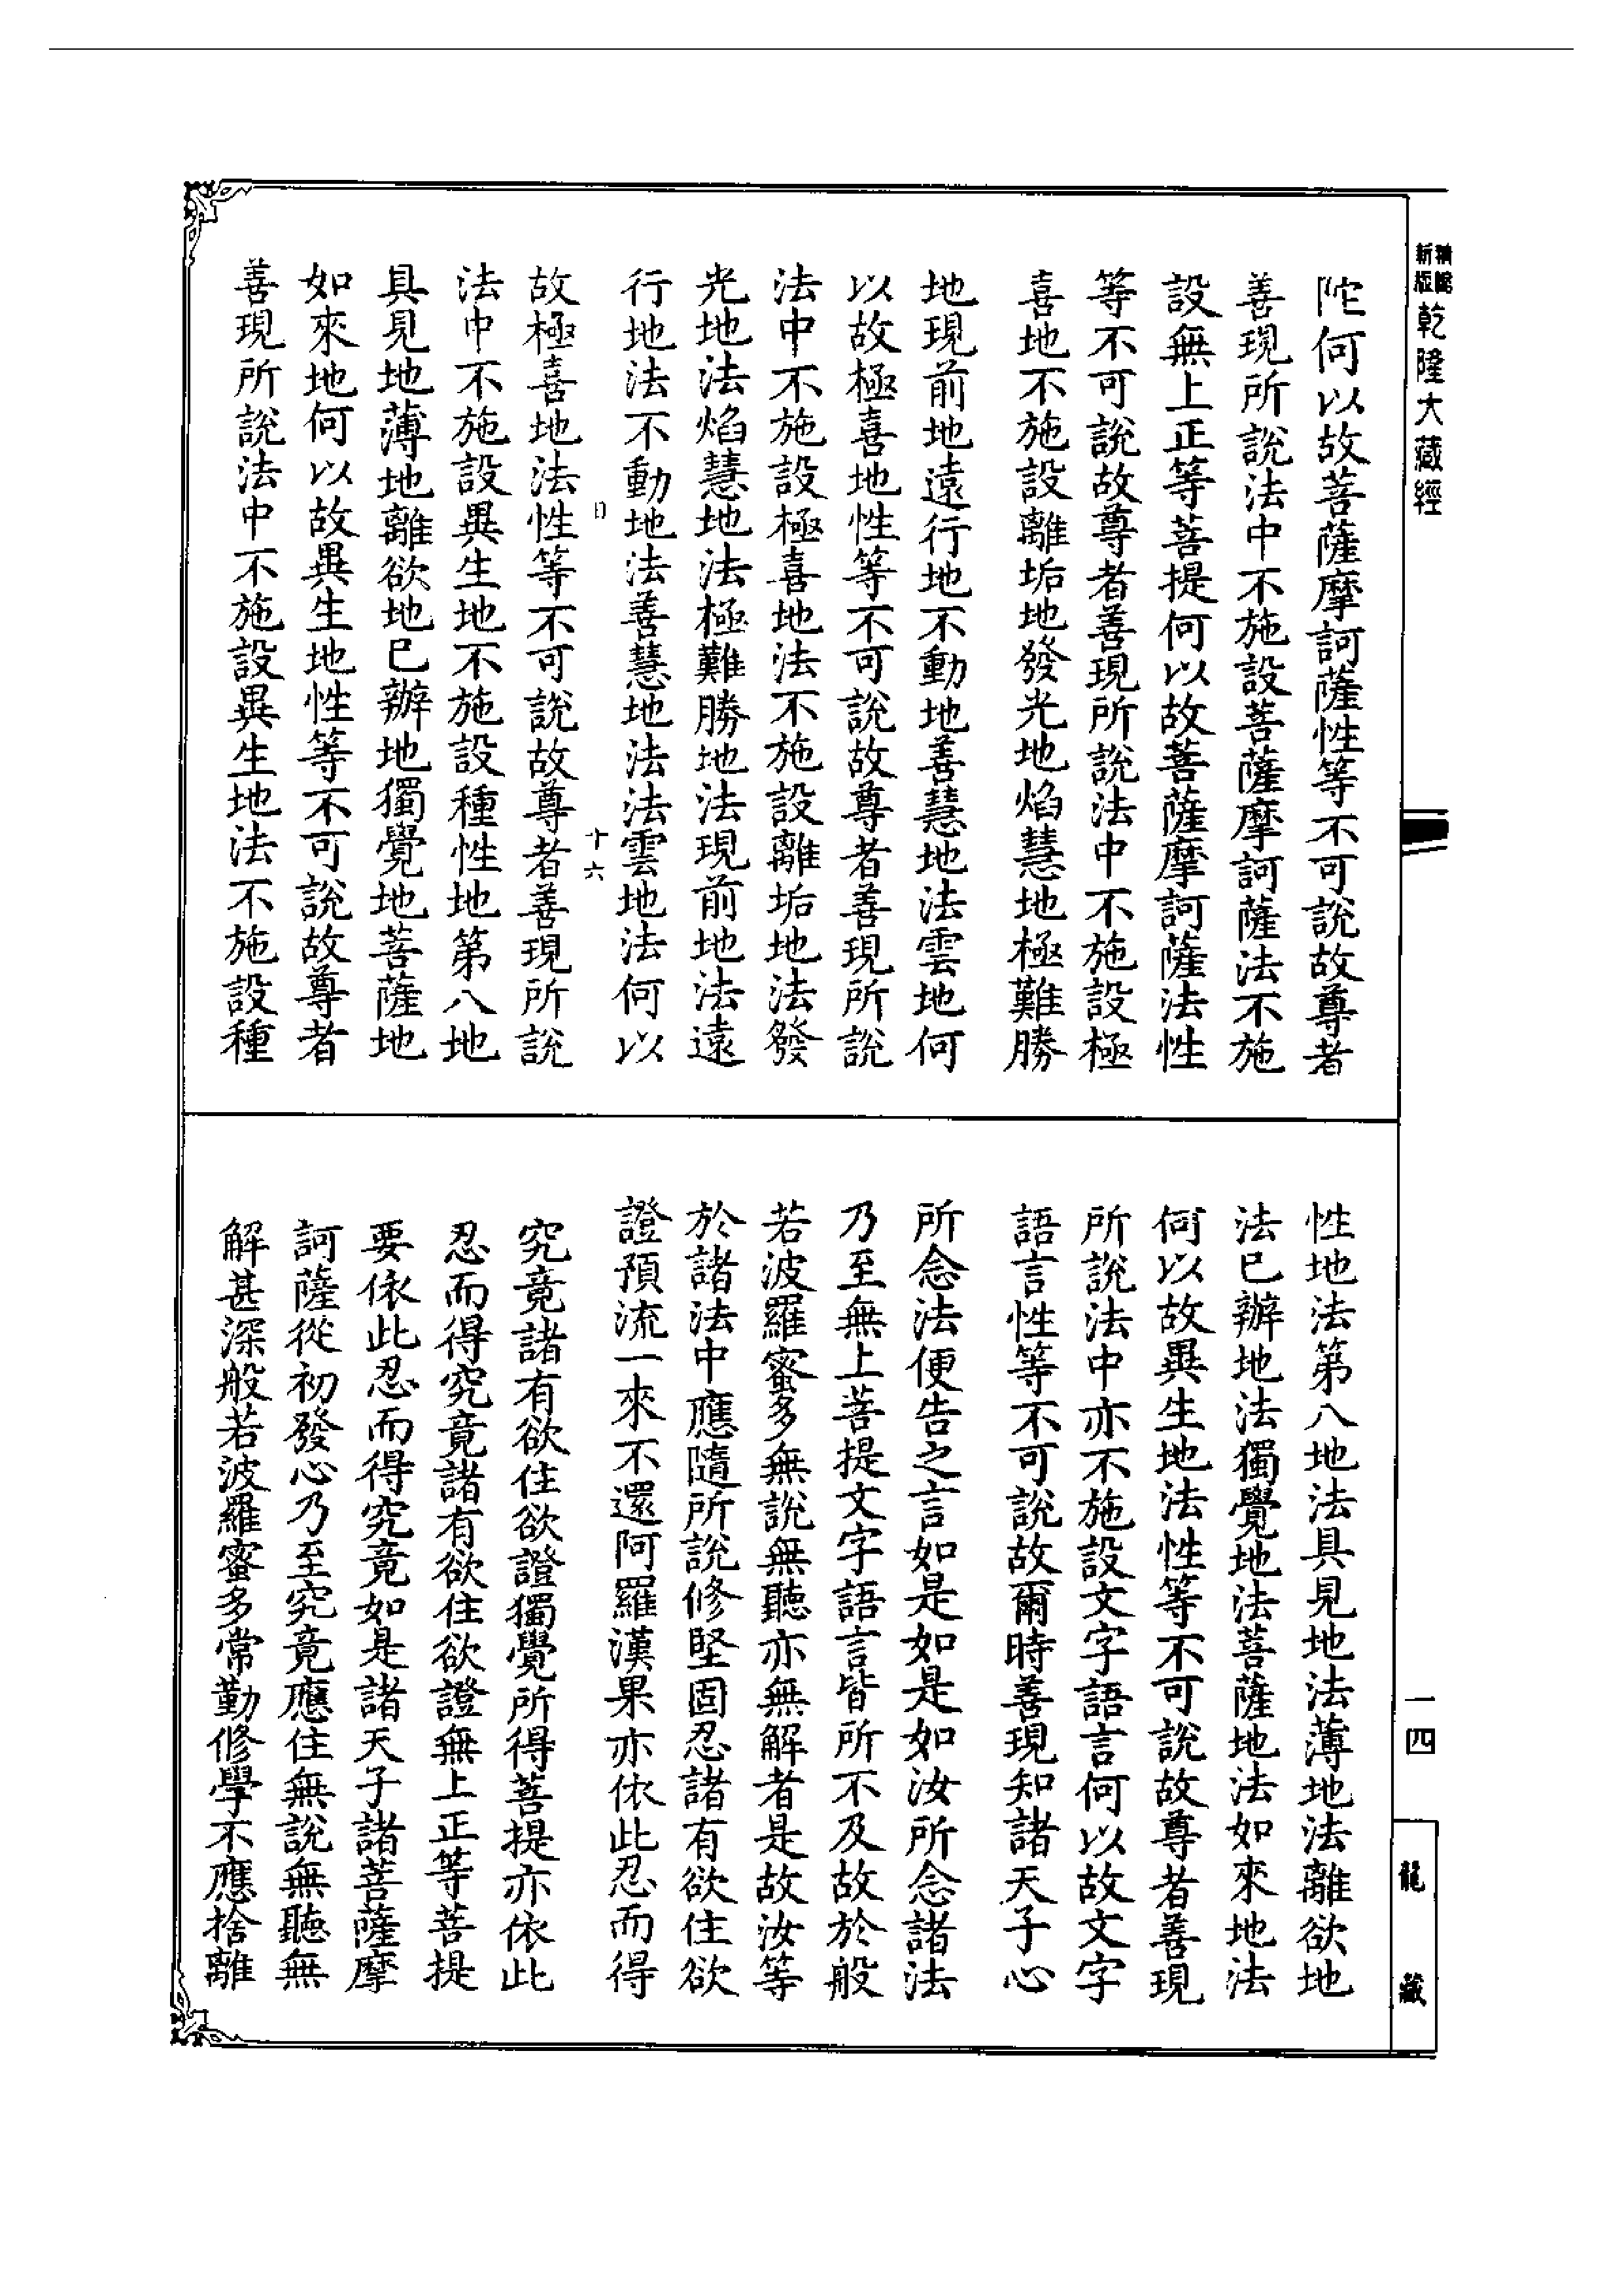 精縮
新版
乾隆大藏經
陀何以故菩薩摩訶薩性等不可說故尊者
善現所說法中不施設菩薩摩訶薩法不施
設無上正等菩提何以故菩薩摩訶薩法性
等不可說故尊者善現所說法中不施設極
喜地不施設離垢地發光地焰慧地極難勝
地現前地遠行地不動地善慧地法雲地何
以故極喜地性等不可說故尊者善現所說
法中不施設極喜地法不施設離垢地法發
光地法焰慧地法極難勝地法現前地法遠
行地法不動地法善慧地法法雲地法何以
十六
故極喜地法性等不可說故尊者善現所說
法中不施設異生地不施設種性地第八地
具見地薄地離欲地已辦地獨覺地菩薩地
如來地何以故異生地性等不可說故尊者
善現所說法中不施設異生地法不施設種
性地法第八地法具見地法薄地法離欲地
法已辦地法獨覺地法菩薩地法如來地法
何以故異生地法性等不可說故尊者善現
所說法中亦不施設文字語言何以故文字
語言性等不可說故爾時善現知諸天子心
所念法便告之言如是如是如汝所念諸法
乃至無上菩提文字語言皆所不及故於般
若波羅蜜多無說無聽亦無解者是故汝等
於諸法中應隨所說修堅固忍諸有欲住欲
證預流一來不還阿羅漢果亦依此忍而得
究竟諸有欲住欲證獨覺所得菩提亦依此
忍而得究竟諸有欲住欲證無上正等菩提
要依此忍而得究竟如是諸天子諸菩薩摩
訶薩從初發心乃至究竟應住無說無聽無
解甚深般若波羅蜜多常勤修學不應捨離
一四
龍藏